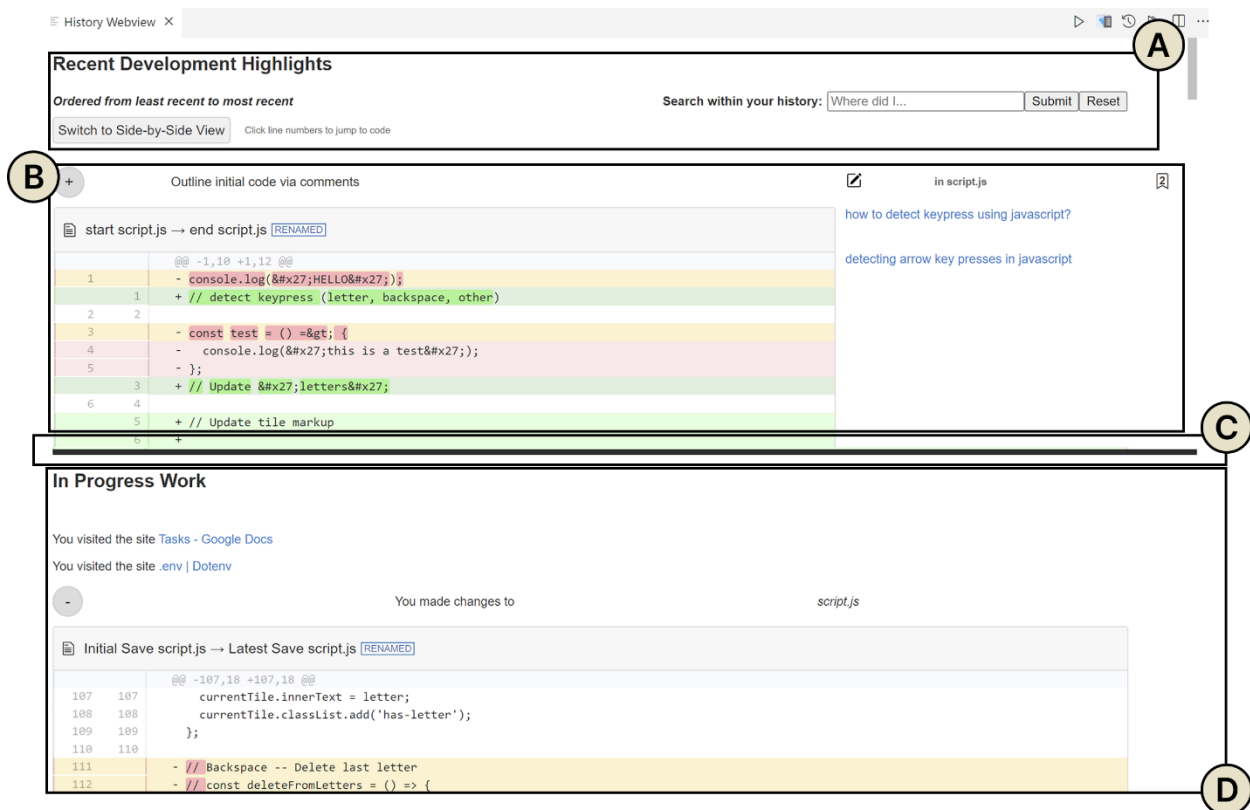 History Webview ×
A
Recent Development Highlights
Ordered from least recent to most recent
Search within your history: Where did I... Submit Reset
Switch to Side-by-Side View Click line numbers to jump to code
B
+ Outline initial code via comments in script.js 2
start script.js → end script.js RENAMED
how to detect keypress using javascript?
@@ -1,10 +1,12 @@
detecting arrow key presses in javascript
1 - console.log(&#x27;HELLO&#x27;);
1 + // detect keypress (letter, backspace, other)
2 2
3 - const test = () =&gt; {
4 - console.log(&#x27;this is a test&#x27;);
5 - };
3 + // Update &#x27;letters&#x27;
6 4
5 + // Update tile markup
6 +
C
In Progress Work
You visited the site Tasks - Google Docs
You visited the site .env | Dotenv
- You made changes to script.js
Initial Save script.js → Latest Save script.js RENAMED
@@ -107,18 +107,18 @@
107 107 currentTile.innerText = letter;
108 108 currentTile.classList.add('has-letter');
109 109 };
110 110
111 - // Backspace -- Delete last letter
112 - // const deleteFromLetters = () => {
D